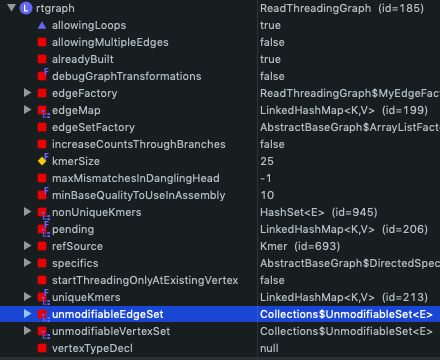 rtgraph ReadThreadingGraph (id=185)
allowingLoops true
allowingMultipleEdges false
alreadyBuilt true
debugGraphTransformations false
edgeFactory ReadThreadingGraph$MyEdgeFac
edgeMap LinkedHashMap<K,V> (id=199)
edgeSetFactory AbstractBaseGraph$ArrayListFact
increaseCountsThroughBranches false
kmerSize 25
maxMismatchesInDanglingHead -1
minBaseQualityToUseInAssembly 10
nonUniqueKmers HashSet<E> (id=945)
pending LinkedHashMap<K,V> (id=206)
refSource Kmer (id=693)
specifics AbstractBaseGraph$DirectedSpec
startThreadingOnlyAtExistingVertex false
uniqueKmers LinkedHashMap<K,V> (id=213)
unmodifiableEdgeSet Collections$UnmodifiableSet<E>
unmodifiableVertexSet Collections$UnmodifiableSet<E>
vertexTypeDecl null